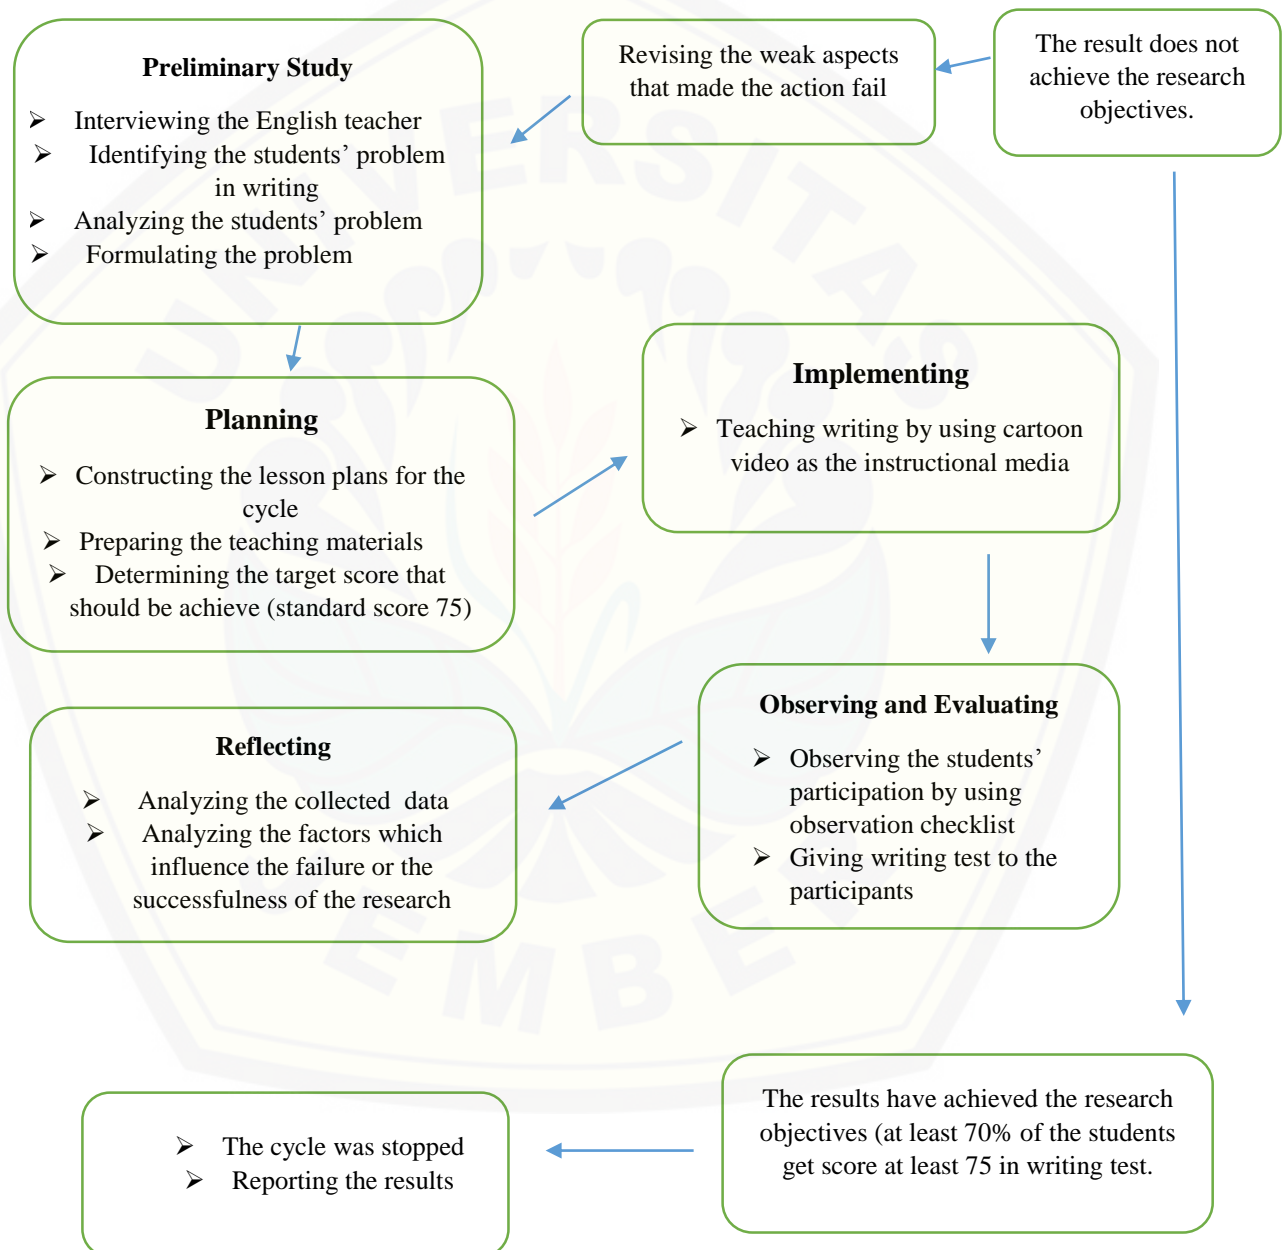 Preliminary Study
➢ Interviewing the English teacher
➢ Identifying the students’ problem
in writing
➢ Analyzing the students’ problem
➢ Formulating the problem
Revising the weak aspects
that made the action fail
The result does not
achieve the research
objectives.
Planning
➢ Constructing the lesson plans for the
cycle
➢ Preparing the teaching materials
➢ Determining the target score that
should be achieve (standard score 75)
Implementing
➢ Teaching writing by using cartoon
video as the instructional media
Reflecting
➢ Analyzing the collected data
➢ Analyzing the factors which
influence the failure or the
successfulness of the research
Observing and Evaluating
➢ Observing the students’
participation by using
observation checklist
➢ Giving writing test to the
participants
➢ The cycle was stopped
➢ Reporting the results
The results have achieved the research
objectives (at least 70% of the students
get score at least 75 in writing test.
UNIVERSITAS
EMBE